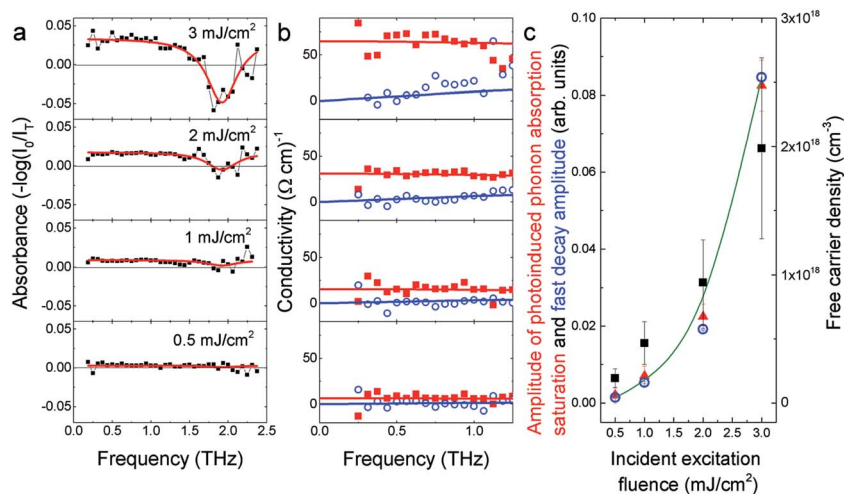 a
3 mJ/cm²
2 mJ/cm²
1 mJ/cm²
0.5 mJ/cm²
Absorbance (-log(I₀/I_T)
0.05
0.00
-0.05
0.05
0.00
-0.05
0.05
0.00
-0.05
0.05
0.00
-0.05
0.0 0.5 1.0 1.5 2.0 2.5
Frequency (THz)
b
Conductivity (Ω cm)⁻¹
50
0
50
0
50
0
50
0
0.0 0.5 1.0
Frequency (THz)
c
Amplitude of photoinduced phonon absorption
saturation and fast decay amplitude (arb. units)
0.10
0.08
0.06
0.04
0.02
0.00
3x10¹⁸
2x10¹⁸
1x10¹⁸
0
Free carrier density (cm⁻³)
0.5 1.0 1.5 2.0 2.5 3.0
Incident excitation
fluence (mJ/cm²)